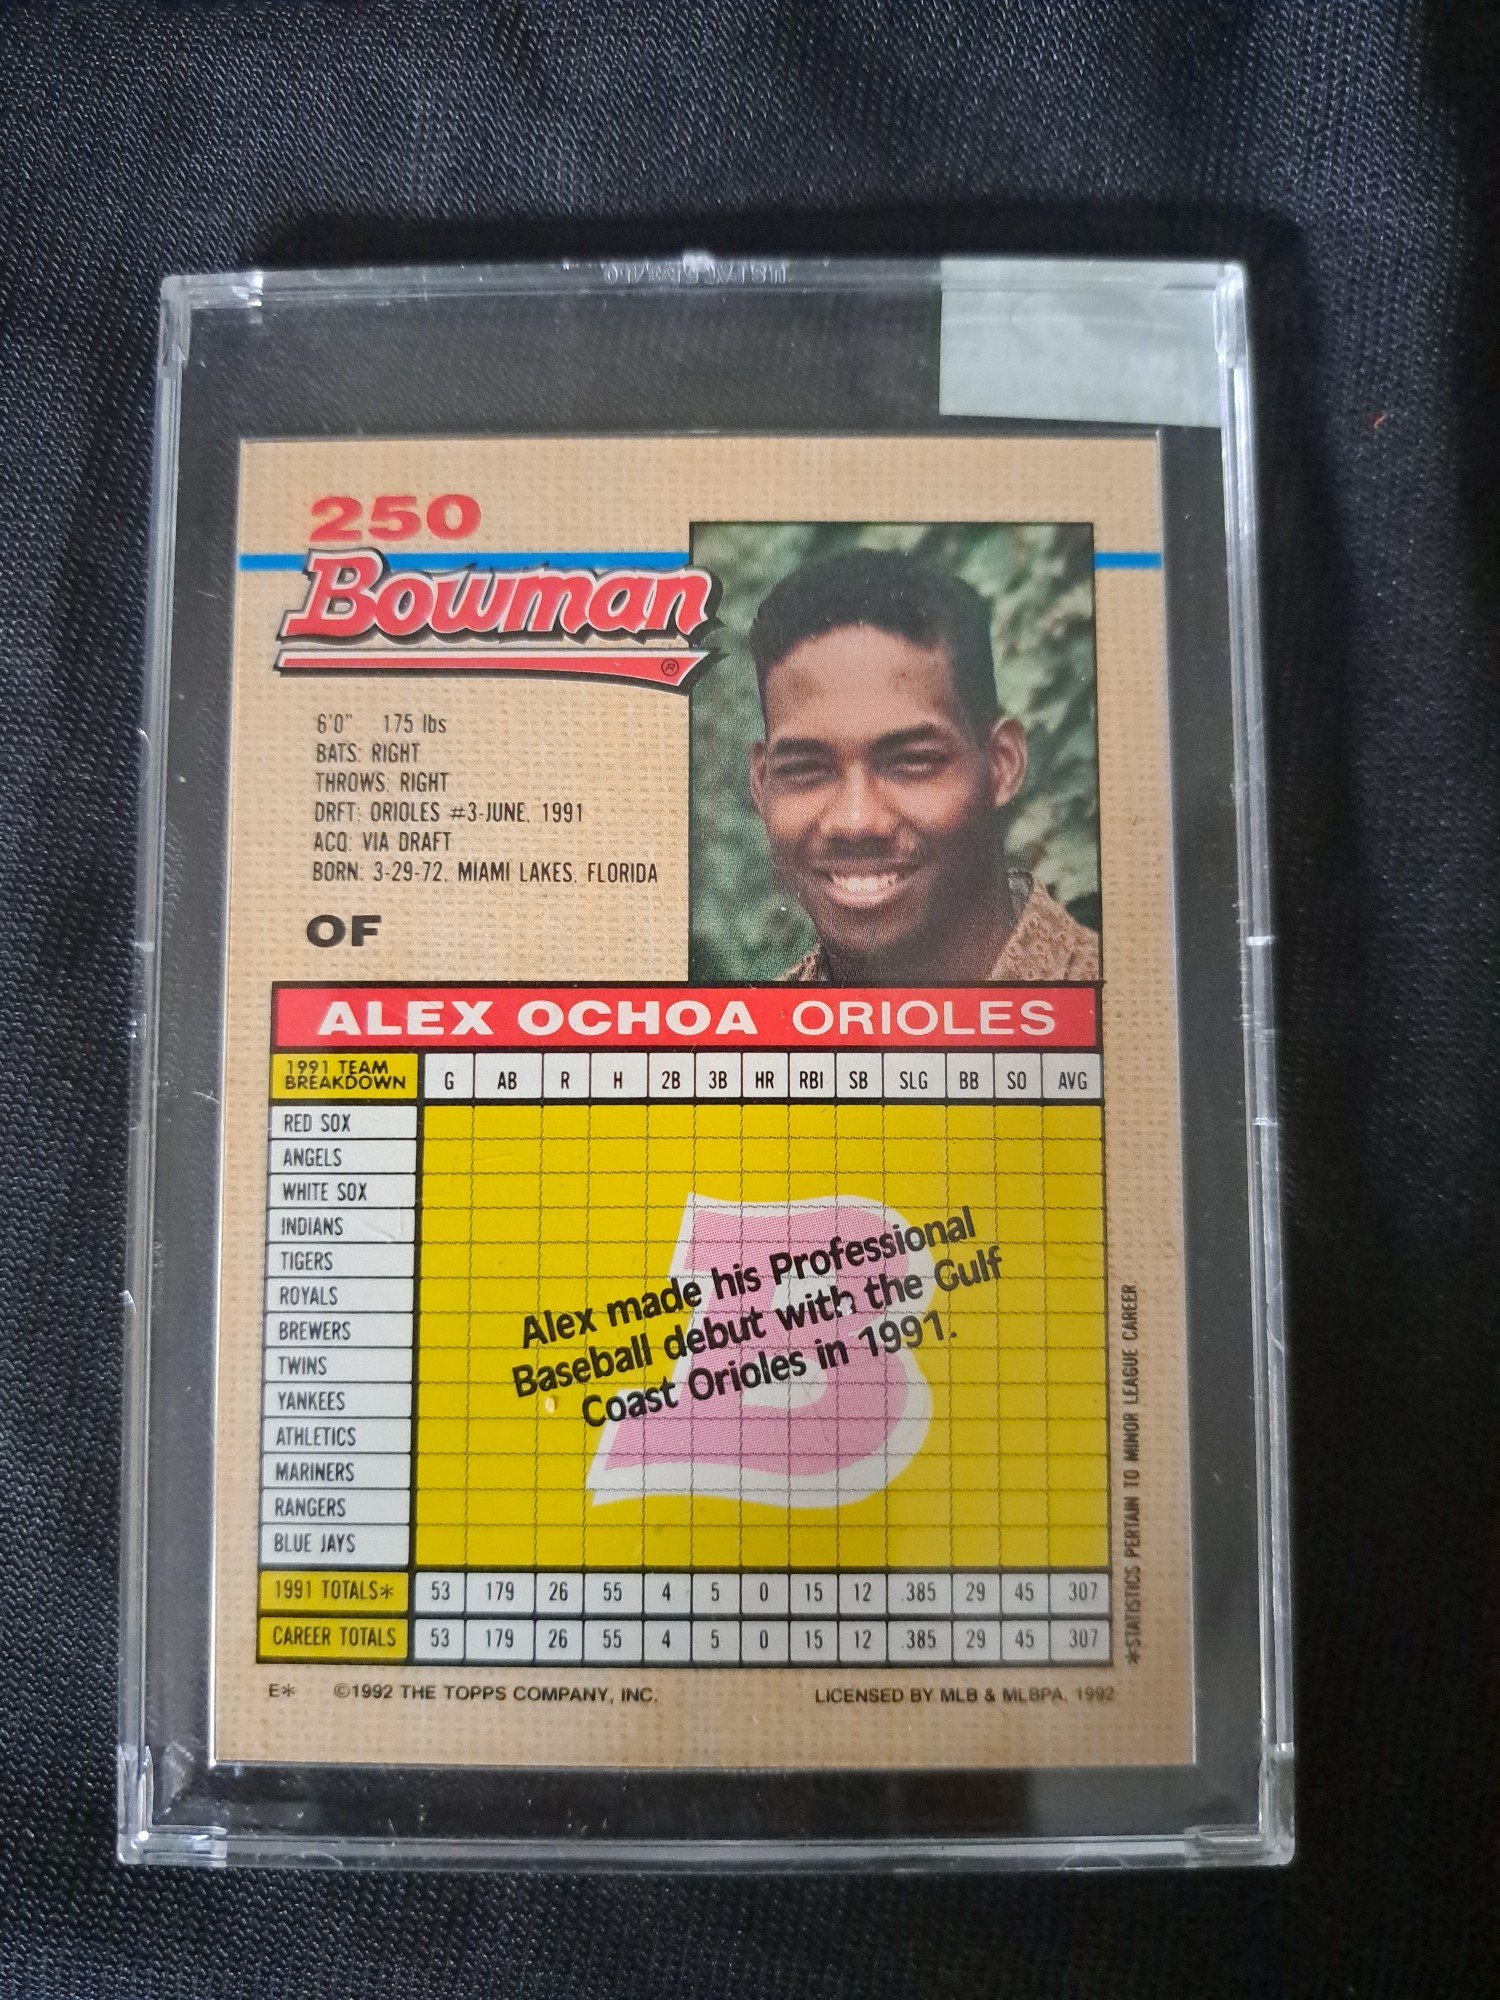 250
Bowman
®
6'0" 175 lbs
BATS: RIGHT
THROWS: RIGHT
DRFT: ORIOLES #3-JUNE, 1991
ACQ: VIA DRAFT
BORN: 3-29-72, MIAMI LAKES, FLORIDA
OF
ALEX OCHOA ORIOLES
1991 TEAM BREAKDOWN G AB R H 2B 3B HR RBI SB SLG BB SO AVG
RED SOX
ANGELS
WHITE SOX
INDIANS
TIGERS
ROYALS
BREWERS
TWINS
YANKEES
ATHLETICS
MARINERS
RANGERS
BLUE JAYS
B
Alex made his Professional
Baseball debut with the Gulf
Coast Orioles in 1991.
1991 TOTALS* 53 179 26 55 4 5 0 15 12 .385 29 45 .307
CAREER TOTALS 53 179 26 55 4 5 0 15 12 .385 29 45 .307
*STATISTICS PERTAIN TO MINOR LEAGUE CAREER.
E* ©1992 THE TOPPS COMPANY, INC. LICENSED BY MLB & MLBPA, 1992